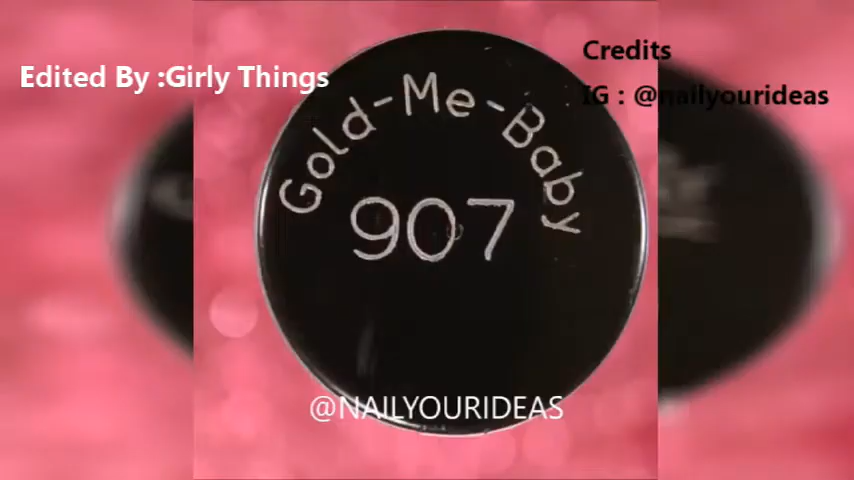 Edited By :Girly Things
Credits
IG : @nailyourideas
Gold-Me-Baby
907
@NAILYOURIDEAS